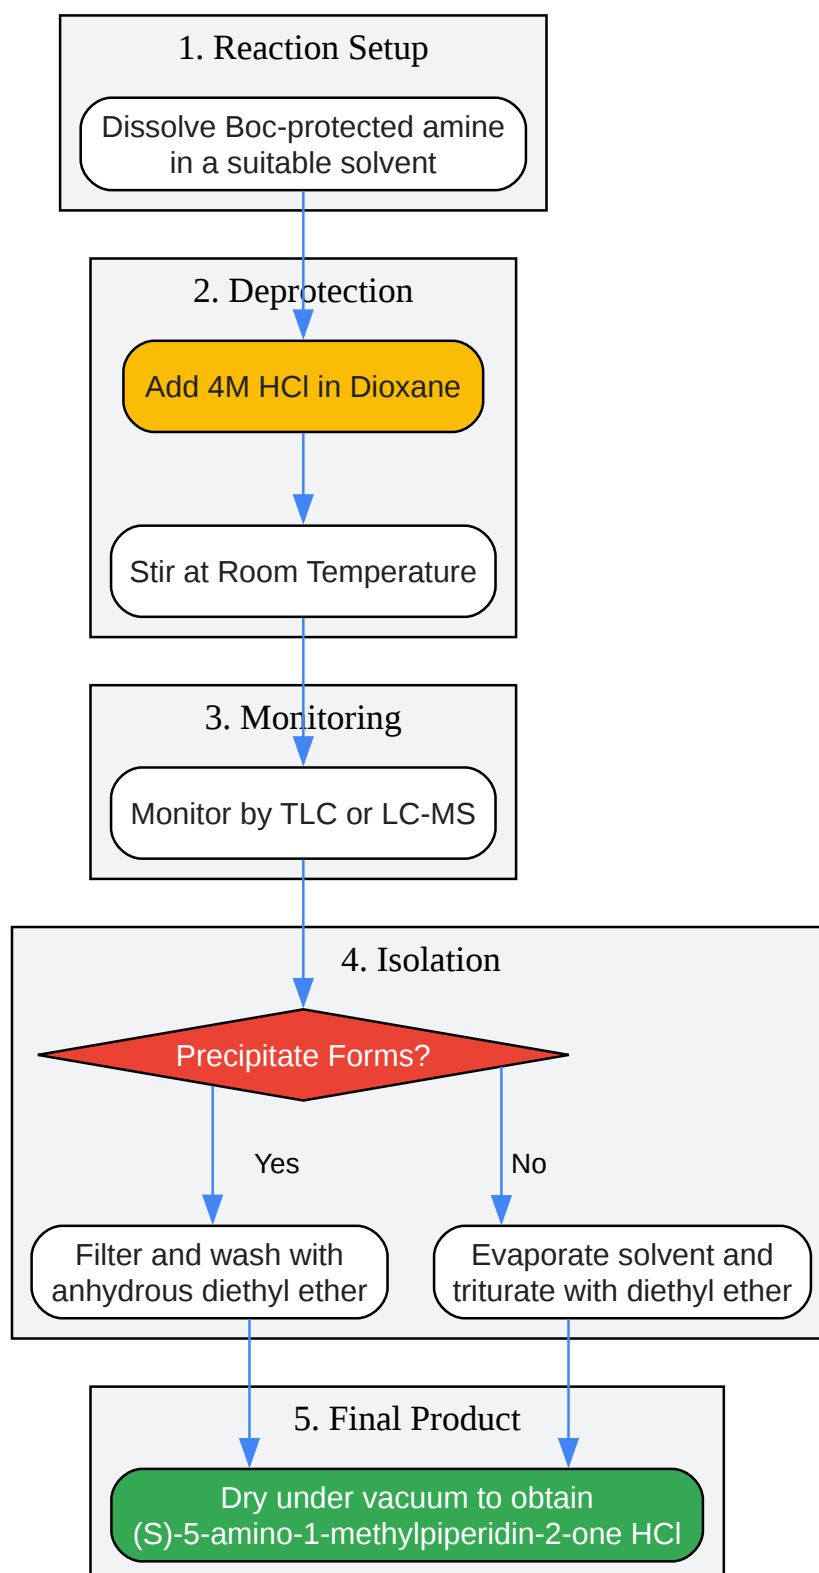 1. Reaction Setup
Dissolve Boc-protected amine
in a suitable solvent
2. Deprotection
Add 4M HCl in Dioxane
Stir at Room Temperature
3. Monitoring
Monitor by TLC or LC-MS
4. Isolation
Precipitate Forms?
Yes
No
Filter and wash with
anhydrous diethyl ether
Evaporate solvent and
triturate with diethyl ether
5. Final Product
Dry under vacuum to obtain
(S)-5-amino-1-methylpiperidin-2-one HCl